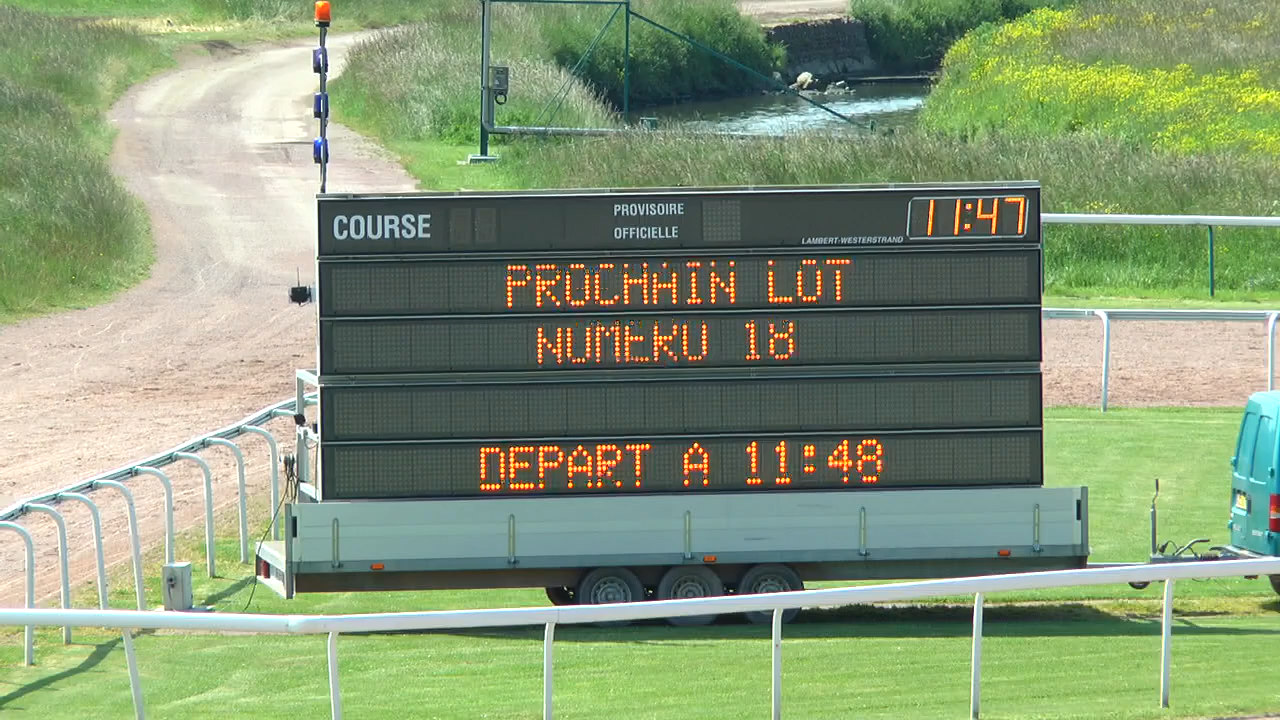 COURSE
PROVISOIRE
OFFICIELLE
LAMBERT-WESTERSTRAND
11:47
PROCHAIN LOT
NUMERO 18
DEPART A 11:48